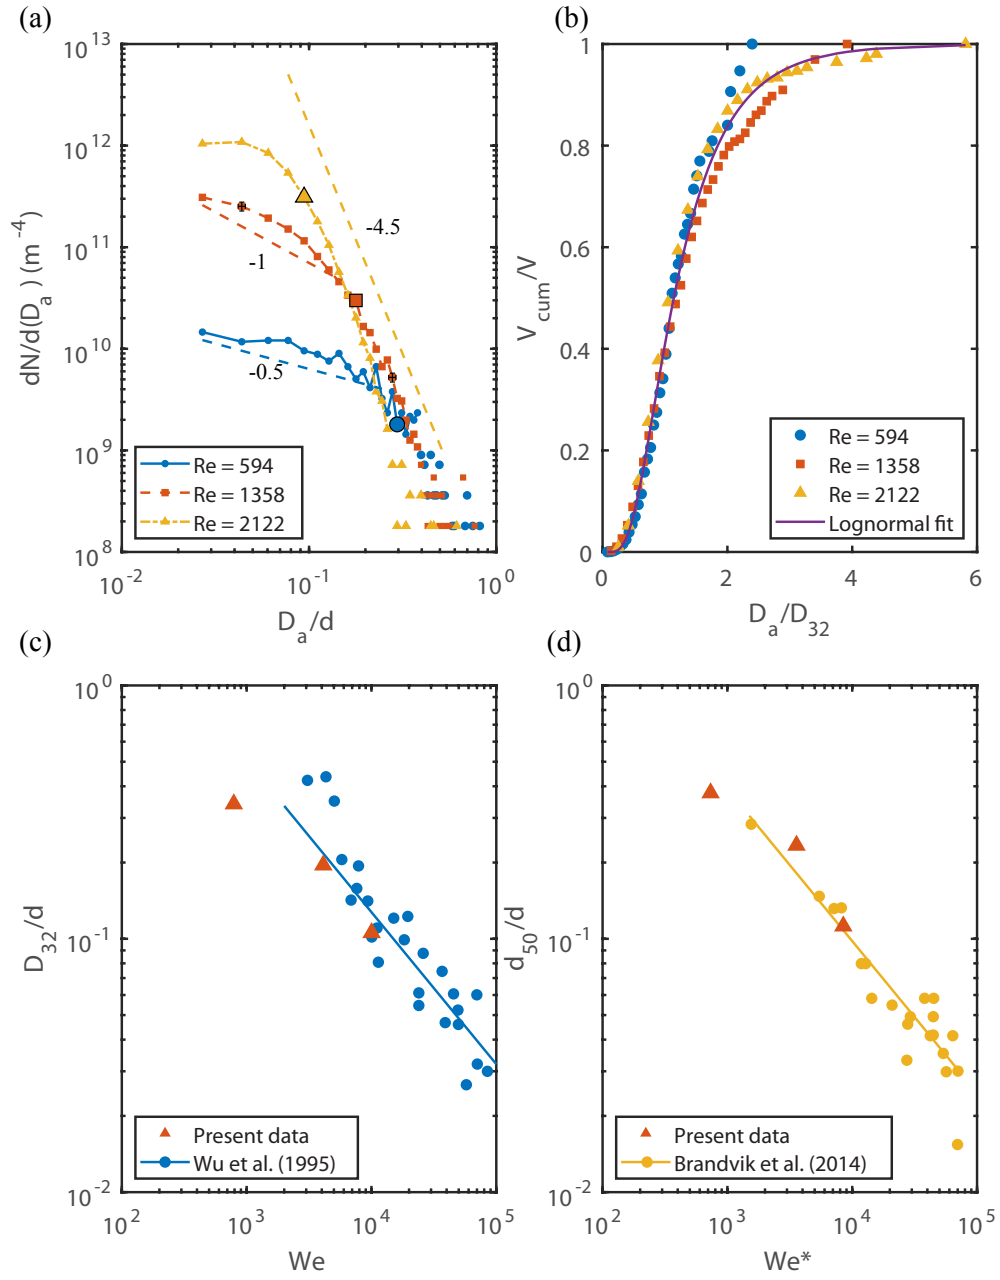 (a)
(b)
10^13
10^12
10^11
10^10
10^9
10^8
dN/d(D_a) (m^-4)
-4.5
-1
-0.5
Re = 594
Re = 1358
Re = 2122
10^-2
10^-1
10^0
D_a/d
1
0.8
0.6
0.4
0.2
0
V_cum/V
Re = 594
Re = 1358
Re = 2122
Lognormal fit
0
2
4
6
D_a/D_32
(c)
(d)
10^0
10^-1
10^-2
D_32/d
Present data
Wu et al. (1995)
10^2
10^3
10^4
10^5
We
10^0
10^-1
10^-2
d_50/d
Present data
Brandvik et al. (2014)
10^2
10^3
10^4
10^5
We*